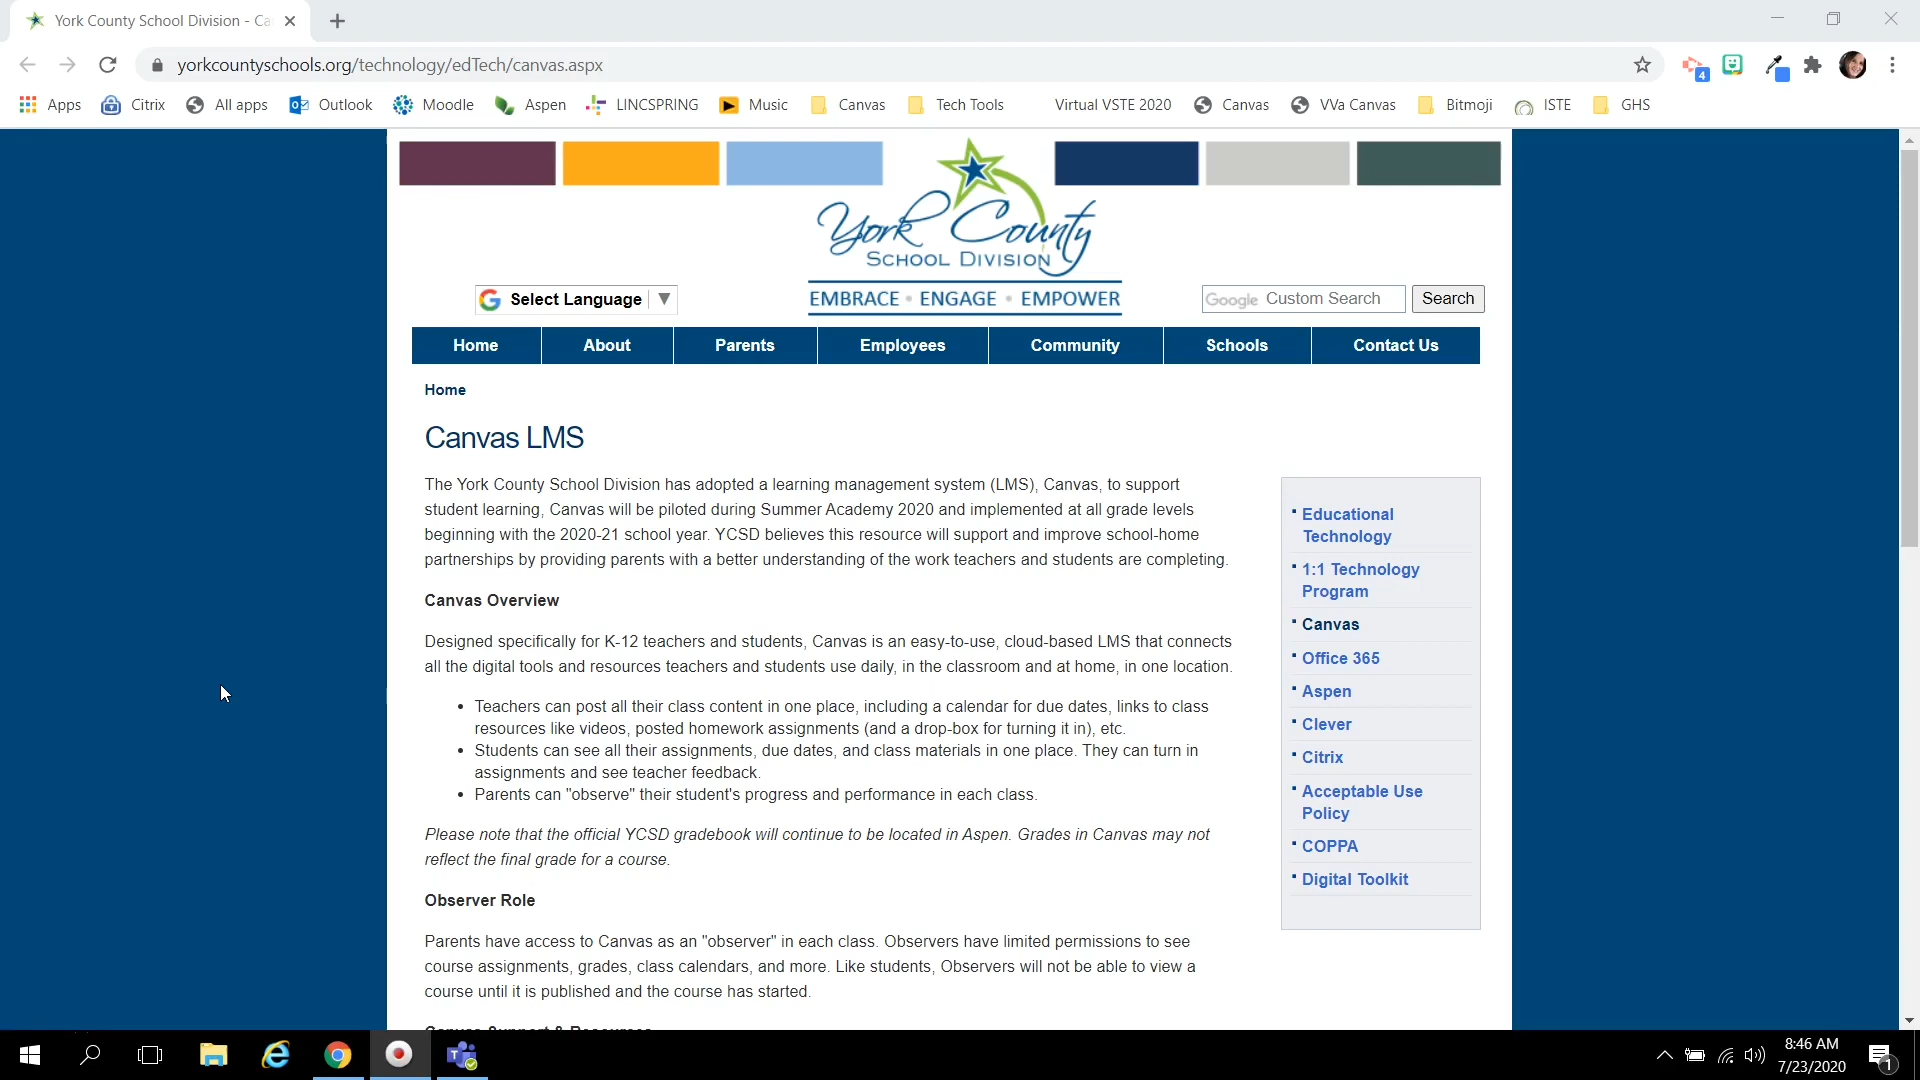 York County School Division - Ca
yorkcountyschools.org/technology/edTech/canvas.aspx
4
Apps Citrix All apps Outlook Moodle Aspen LINCSPRING Music Canvas Tech Tools Virtual VSTE 2020 Canvas VVa Canvas Bitmoji ISTE GHS
York County
SCHOOL DIVISION
EMBRACE • ENGAGE • EMPOWER
Select Language ▼
Google Custom Search Search
Home About Parents Employees Community Schools Contact Us
Home
Canvas LMS
The York County School Division has adopted a learning management system (LMS), Canvas, to support
student learning, Canvas will be piloted during Summer Academy 2020 and implemented at all grade levels
beginning with the 2020-21 school year. YCSD believes this resource will support and improve school-home
partnerships by providing parents with a better understanding of the work teachers and students are completing.
Canvas Overview
Designed specifically for K-12 teachers and students, Canvas is an easy-to-use, cloud-based LMS that connects
all the digital tools and resources teachers and students use daily, in the classroom and at home, in one location.
• Teachers can post all their class content in one place, including a calendar for due dates, links to class
resources like videos, posted homework assignments (and a drop-box for turning it in), etc.
• Students can see all their assignments, due dates, and class materials in one place. They can turn in
assignments and see teacher feedback.
• Parents can "observe" their student's progress and performance in each class.
Please note that the official YCSD gradebook will continue to be located in Aspen. Grades in Canvas may not
reflect the final grade for a course.
Observer Role
Parents have access to Canvas as an "observer" in each class. Observers have limited permissions to see
course assignments, grades, class calendars, and more. Like students, Observers will not be able to view a
course until it is published and the course has started.
Canvas Support & Resources
Educational
Technology
1:1 Technology
Program
Canvas
Office 365
Aspen
Clever
Citrix
Acceptable Use
Policy
COPPA
Digital Toolkit
8:46 AM
7/23/2020
1